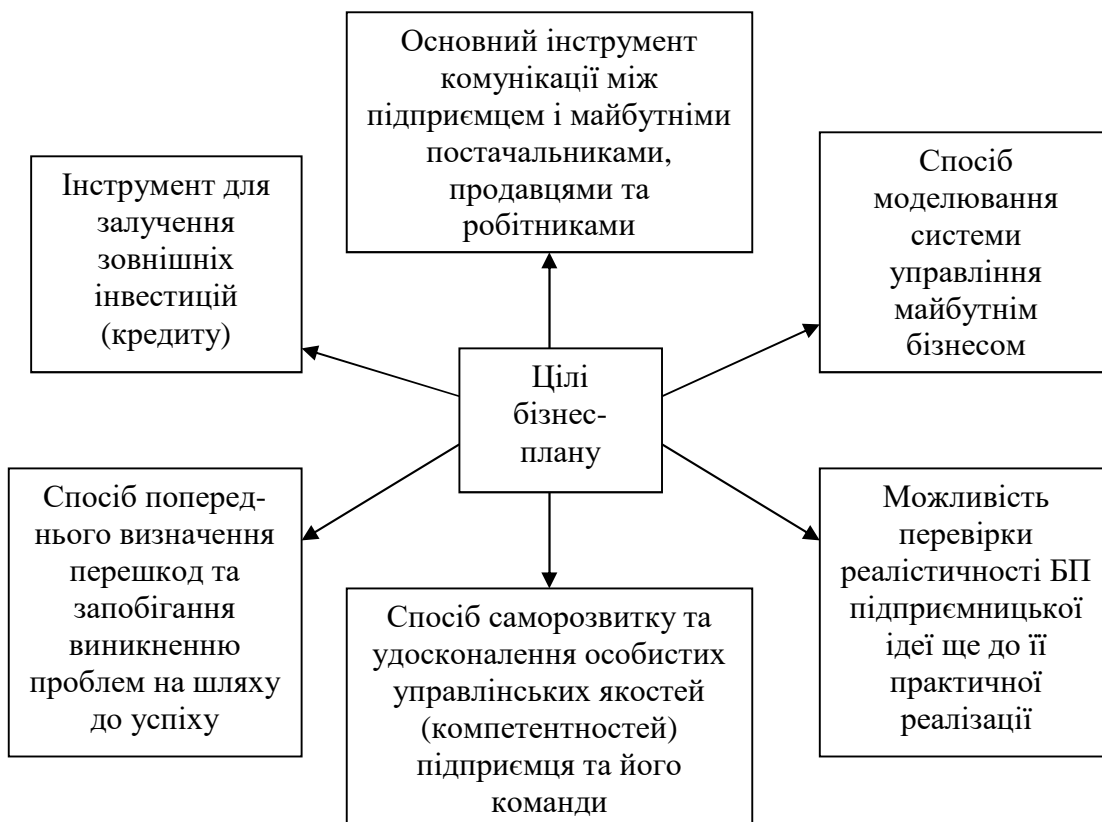 Основний інструмент
комунікації між
підприємцем і майбутніми
постачальниками,
продавцями та
робітниками
Інструмент для
залучення
зовнішніх
інвестицій
(кредиту)
Спосіб
моделювання
системи
управління
майбутнім
бізнесом
Цілі
бізнес-
плану
Спосіб поперед-
нього визначення
перешкод та
запобігання
виникненню
проблем на шляху
до успіху
Спосіб саморозвитку та
удосконалення особистих
управлінських якостей
(компетентностей)
підприємця та його
команди
Можливість
перевірки
реалістичності БП
підприємницької
ідеї ще до її
практичної
реалізації